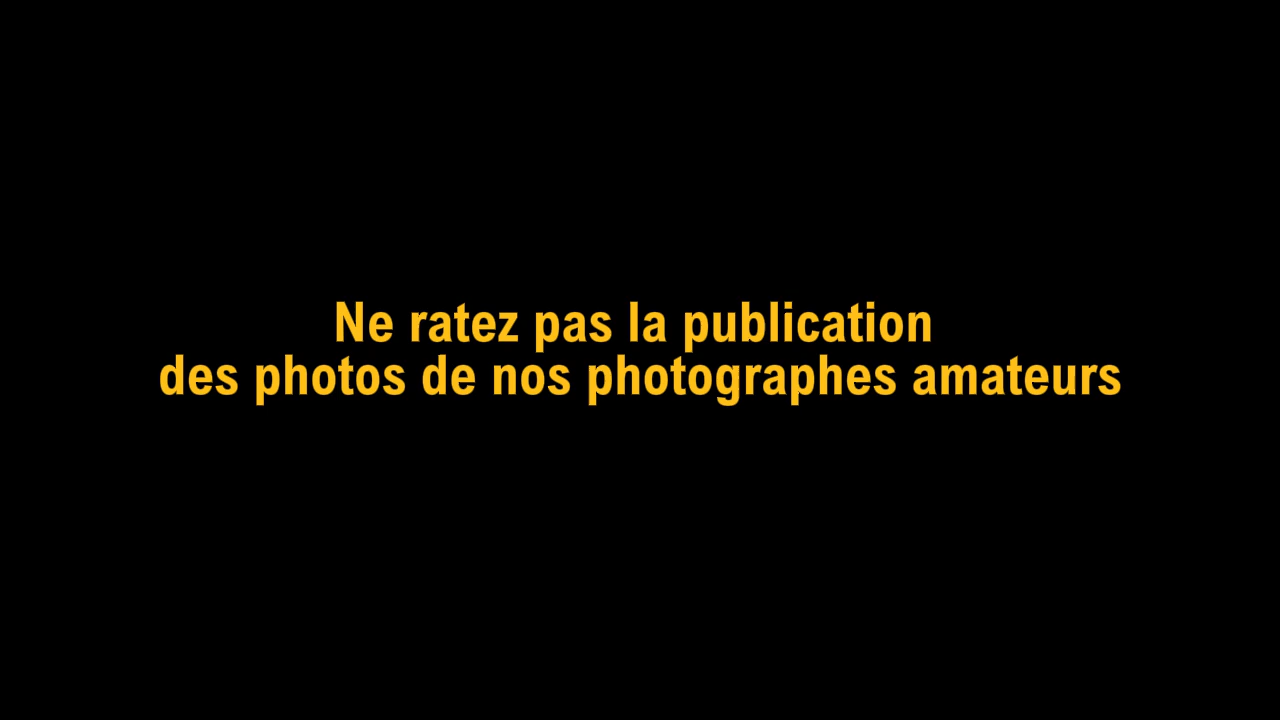 Ne ratez pas la publication
des photos de nos photographes amateurs